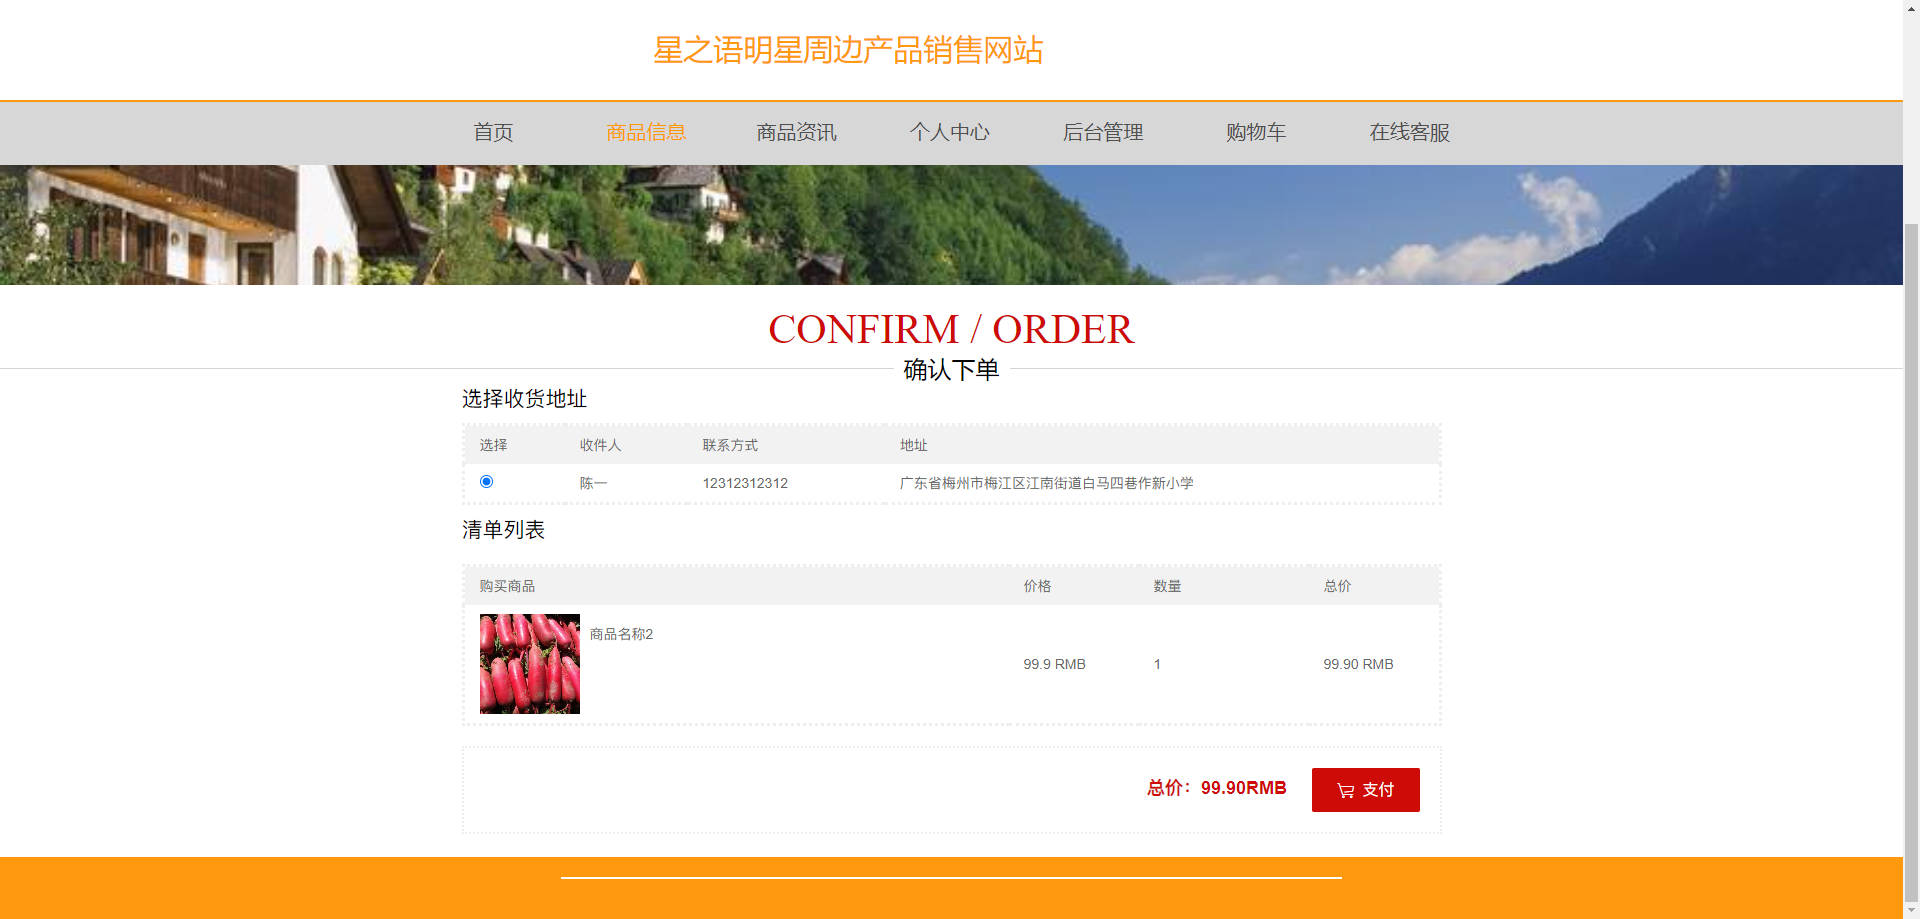 星之语明星周边产品销售网站
首页 商品信息 商品资讯 个人中心 后台管理 购物车 在线客服
CONFIRM / ORDER
确认下单
选择收货地址
选择 收件人 联系方式 地址
陈一 12312312312 广东省梅州市梅江区江南街道白马四巷作新小学
清单列表
购买商品 价格 数量 总价
商品名称2
99.9 RMB 1 99.90 RMB
总价：99.90RMB 支付